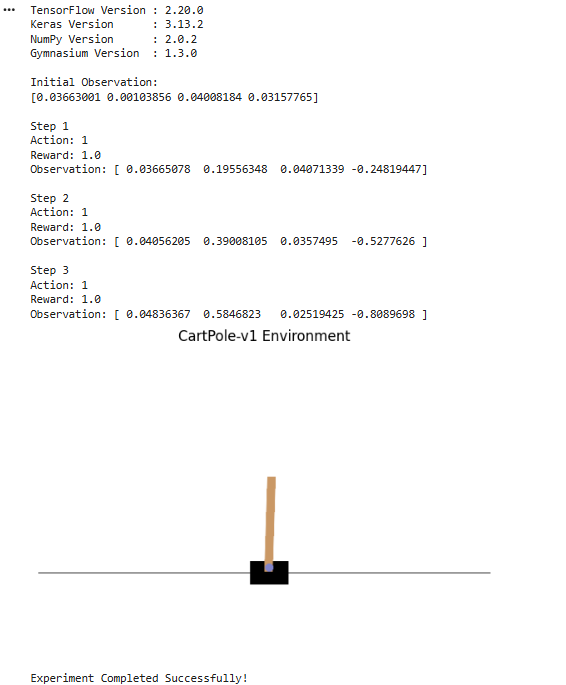 TensorFlow Version : 2.20.0
Keras Version      : 3.13.2
NumPy Version      : 2.0.2
Gymnasium Version  : 1.3.0
Initial Observation:
[0.03663001 0.00103856 0.04008184 0.03157765]
Step 1
Action: 1
Reward: 1.0
Observation: [ 0.03665078  0.19556348  0.04071339 -0.24819447]
Step 2
Action: 1
Reward: 1.0
Observation: [ 0.04056205  0.39008105  0.0357495  -0.5277626 ]
Step 3
Action: 1
Reward: 1.0
Observation: [ 0.04836367  0.5846823   0.02519425 -0.8089698 ]
CartPole-v1 Environment
Experiment Completed Successfully!